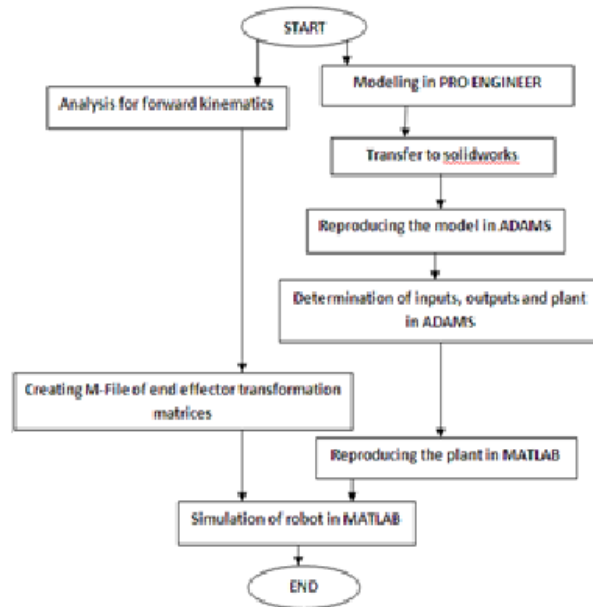 START
Modeling in PRO ENGINEER
Analysis for forward kinematics
Transfer to solidworks
Reproducing the model in ADAMS
Determination of inputs, outputs and plant
in ADAMS
Creating M-File of end effector transformation
matrices
Reproducing the plant in MATLAB
Simulation of robot in MATLAB
END